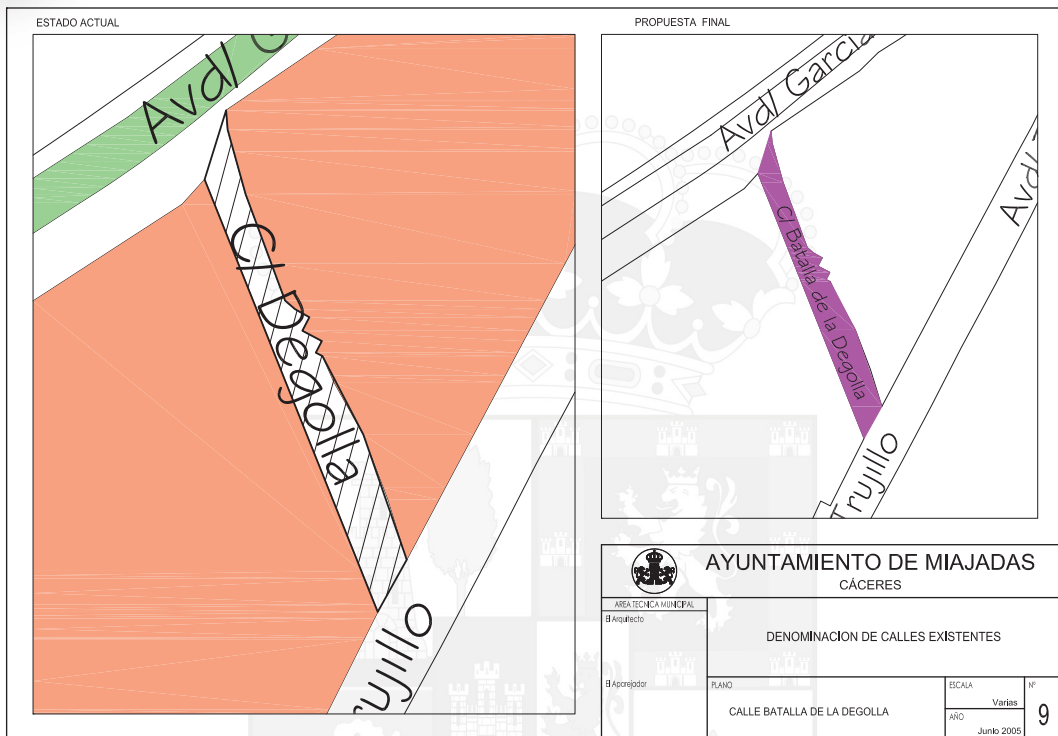 ESTADO ACTUAL
Avd/ G
C/ Degolla
rujillo
PROPUESTA FINAL
Avd/ García
Avd/ T
C/ Batalla de la Degolla
Trujillo
AYUNTAMIENTO DE MIAJADAS
CÁCERES
AREA TECNICA MUNICIPAL
El Arquitecto
DENOMINACION DE CALLES EXISTENTES
El Aparejador
PLANO
CALLE BATALLA DE LA DEGOLLA
ESCALA
Varias
AÑO
Junio 2005
Nº
9